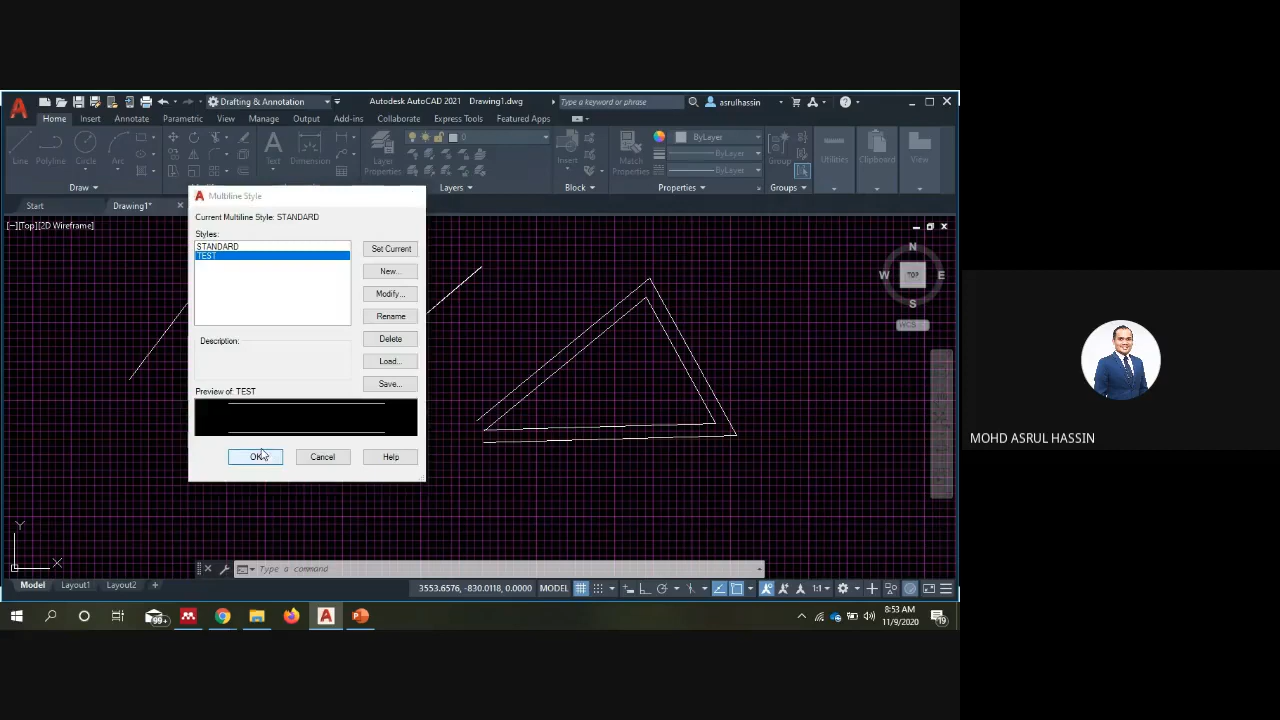 Drafting & Annotation
Autodesk AutoCAD 2021 Drawing1.dwg
Type a keyword or phrase
asrulhassin
Home Insert Annotate Parametric View Manage Output Add-ins Collaborate Express Tools Featured Apps
Line Polyline Circle Arc Text Dimension Layer Properties 0 Insert Match Properties ByLayer ByLayer ByLayer Group Utilities Clipboard View
Draw Layers Block Properties Groups
Start Drawing1*
[−][Top][2D Wireframe]
Multiline Style
Current Multiline Style: STANDARD
Styles:
STANDARD
TEST
Set Current
New...
Modify...
Rename
Description:
Delete
Load...
Save...
Preview of: TEST
OK Cancel Help
N
W TOP E
S
WCS
Y
X
MOHD ASRUL HASSIN
Type a command
Model Layout1 Layout2 +
3553.6576, -830.0118, 0.0000 MODEL 1:1
99+
8:53 AM
11/9/2020
19